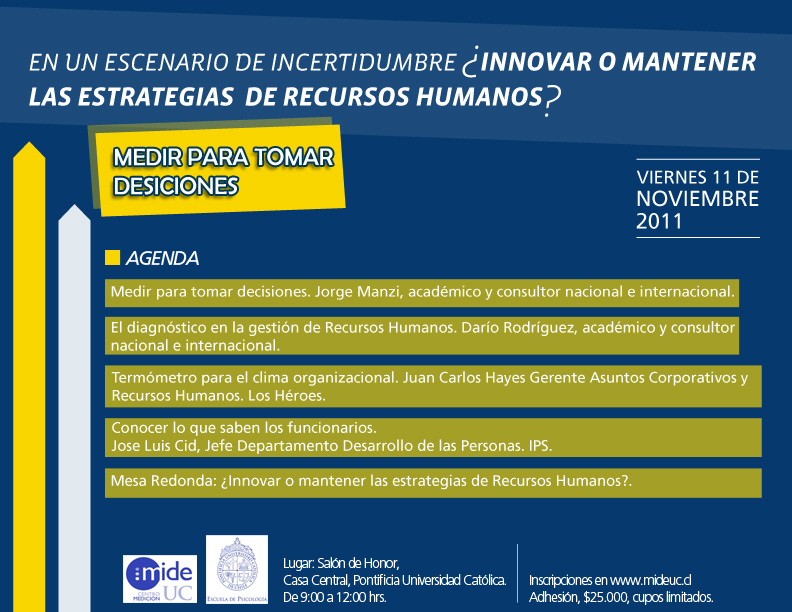 EN UN ESCENARIO DE INCERTIDUMBRE ¿INNOVAR O MANTENER
LAS ESTRATEGIAS DE RECURSOS HUMANOS?
MEDIR PARA TOMAR
DESICIONES
VIERNES 11 DE
NOVIEMBRE
2011
AGENDA
Medir para tomar decisiones. Jorge Manzi, académico y consultor nacional e internacional.
El diagnóstico en la gestión de Recursos Humanos. Darío Rodríguez, académico y consultor
nacional e internacional.
Termómetro para el clima organizacional. Juan Carlos Hayes Gerente Asuntos Corporativos y
Recursos Humanos. Los Héroes.
Conocer lo que saben los funcionarios.
Jose Luis Cid, Jefe Departamento Desarrollo de las Personas. IPS.
Mesa Redonda: ¿Innovar o mantener las estrategias de Recursos Humanos?.
mide
CENTRO
MEDICIÓN
UC
ESCUELA DE PSICOLOGÍA
Lugar: Salón de Honor,
Casa Central, Pontificia Universidad Católica.
De 9:00 a 12:00 hrs.
Inscripciones en www.mideuc.cl
Adhesión, $25.000, cupos limitados.